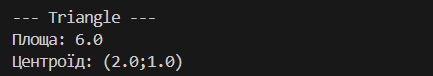 --- Triangle ---
Площа: 6.0
Центроїд: (2.0;1.0)